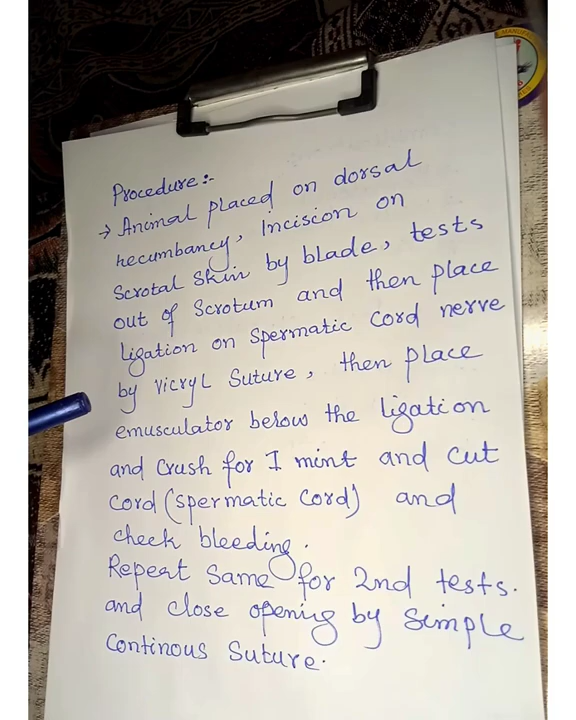 Procedure:-
→ Animal placed on dorsal
recumbancy, Incision on
Scrotal Skin by blade, tests
out of Scrotum and then place
ligation on Spermatic cord nerve
by VICRYL Suture, then place
emusculator below the ligation
and Crush for I mint and cut
Cord (spermatic Cord) and
check bleeding.
Repeat Same for 2nd tests.
and close opening by Simple
Continous Suture.